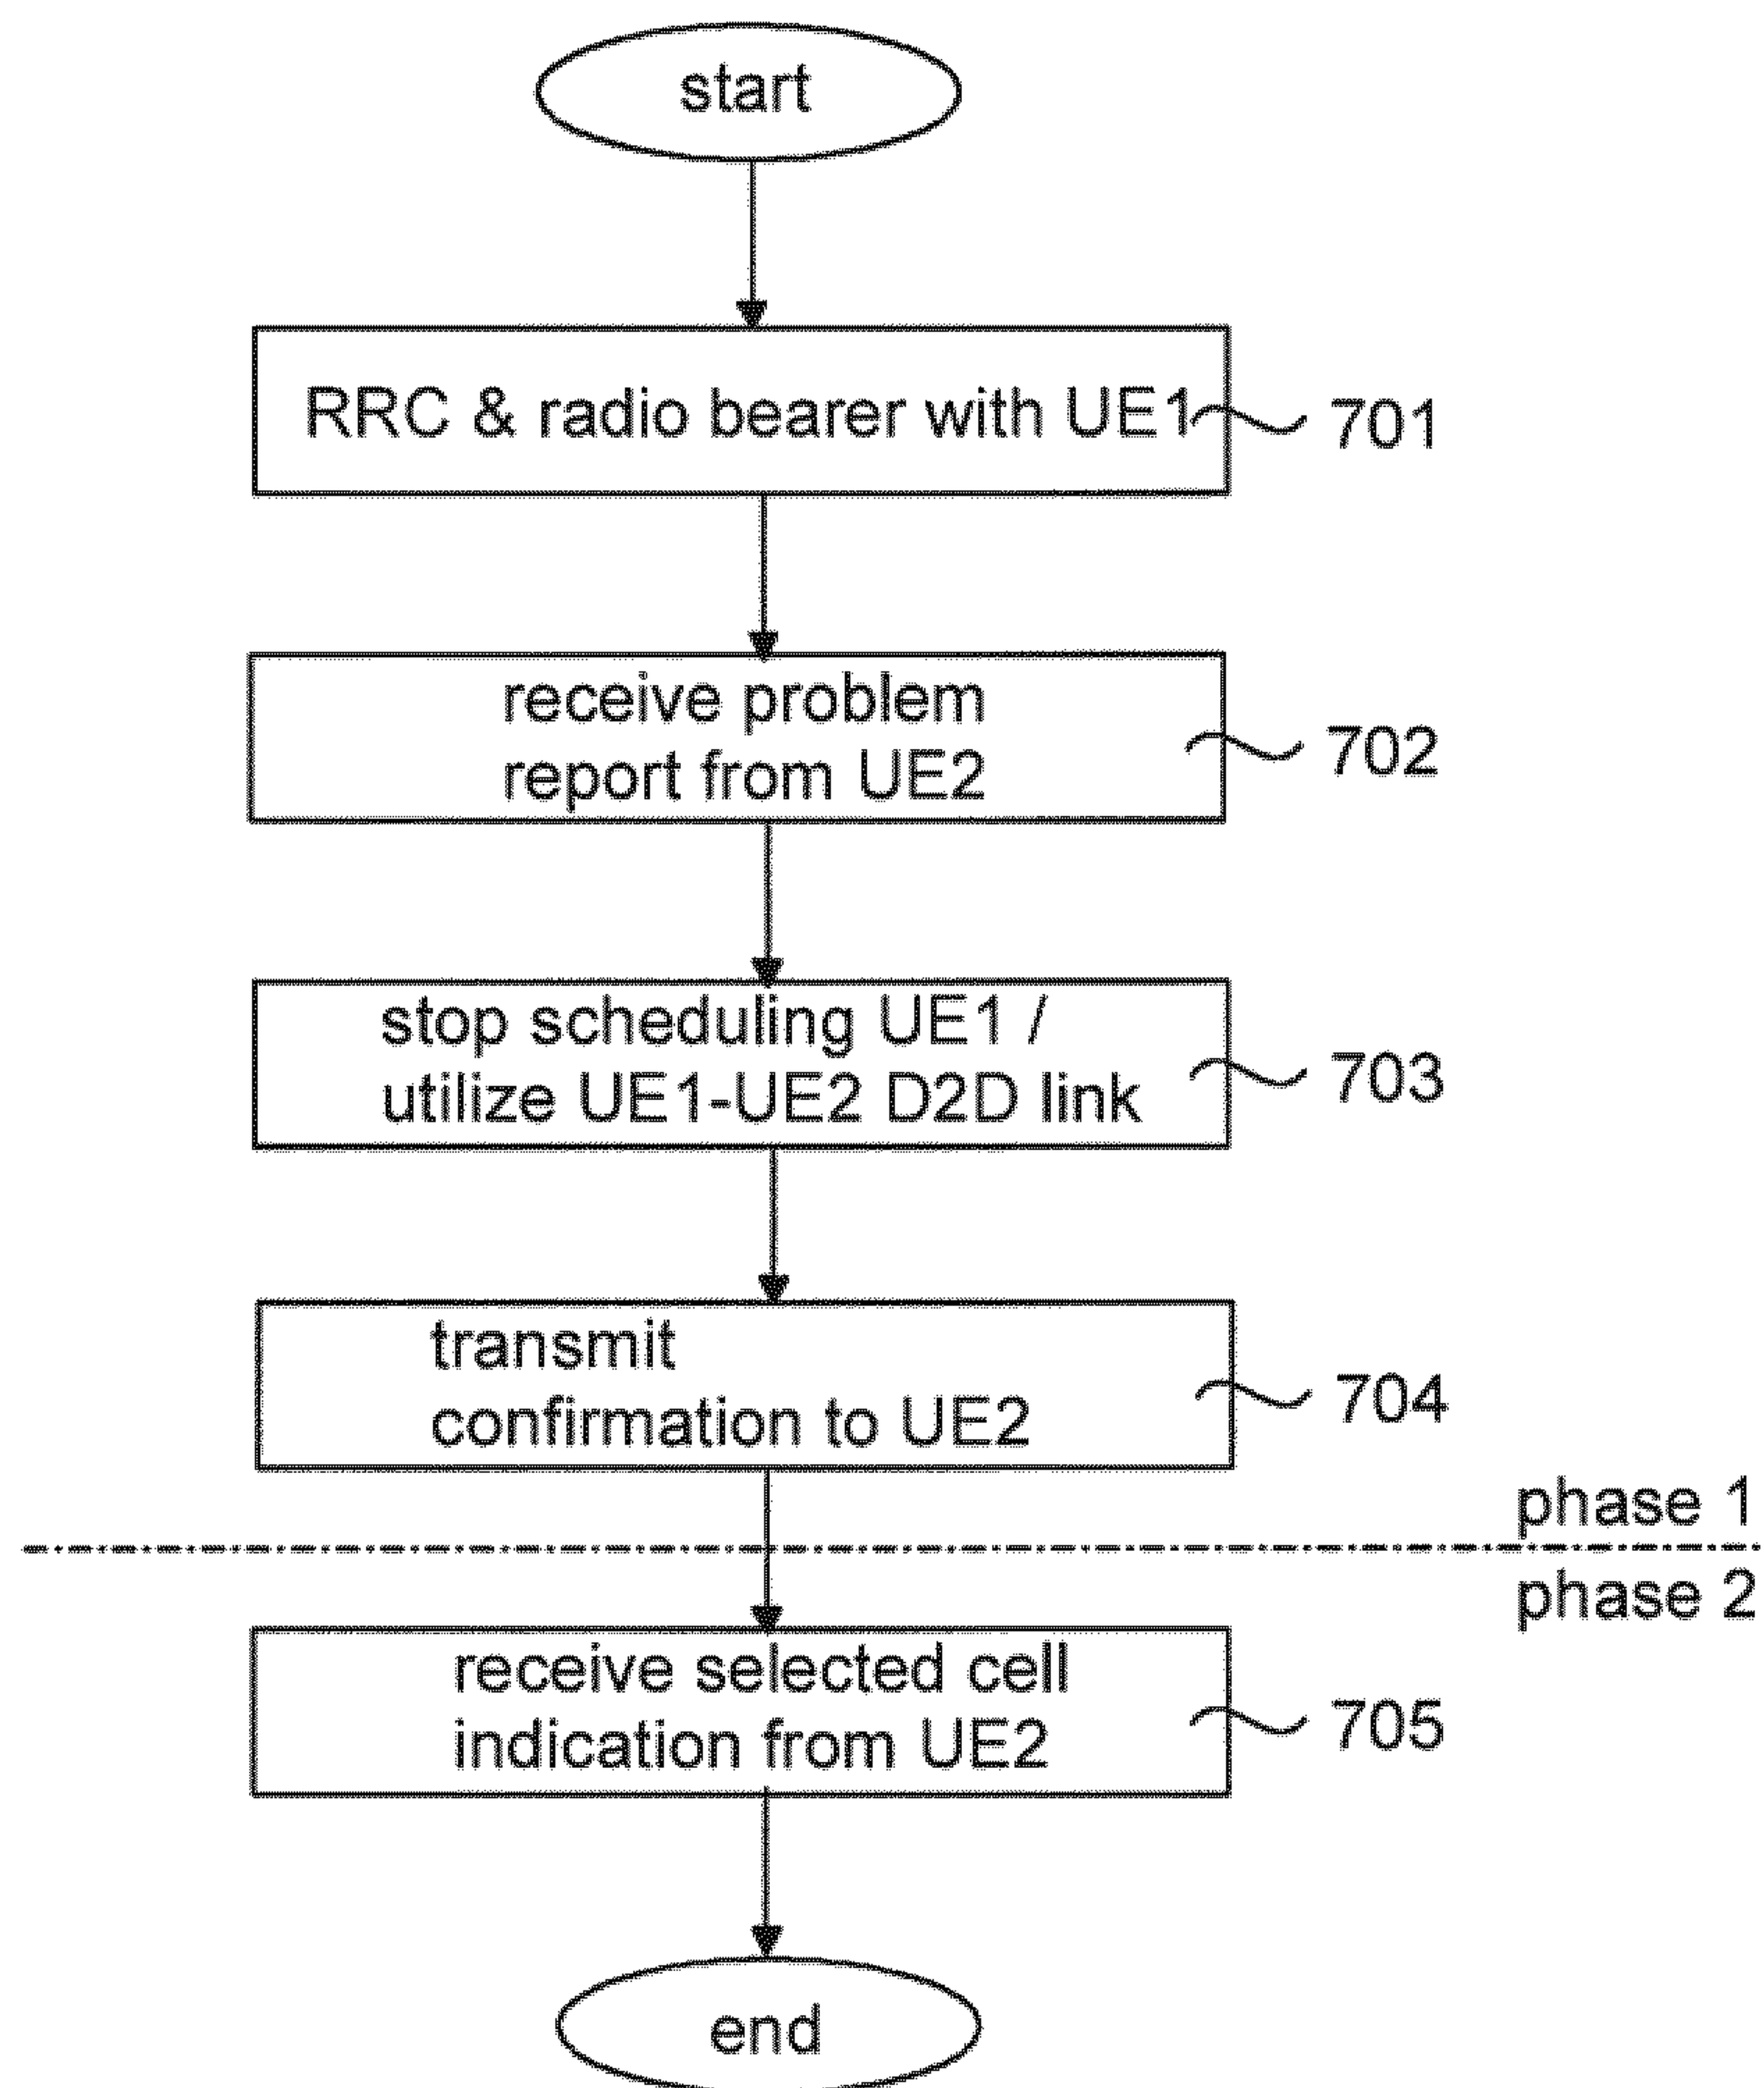 start
RRC & radio bearer with UE1
701
receive problem
report from UE2
702
stop scheduling UE1 /
utilize UE1-UE2 D2D link
703
transmit
confirmation to UE2
704
phase 1
phase 2
receive selected cell
indication from UE2
705
end